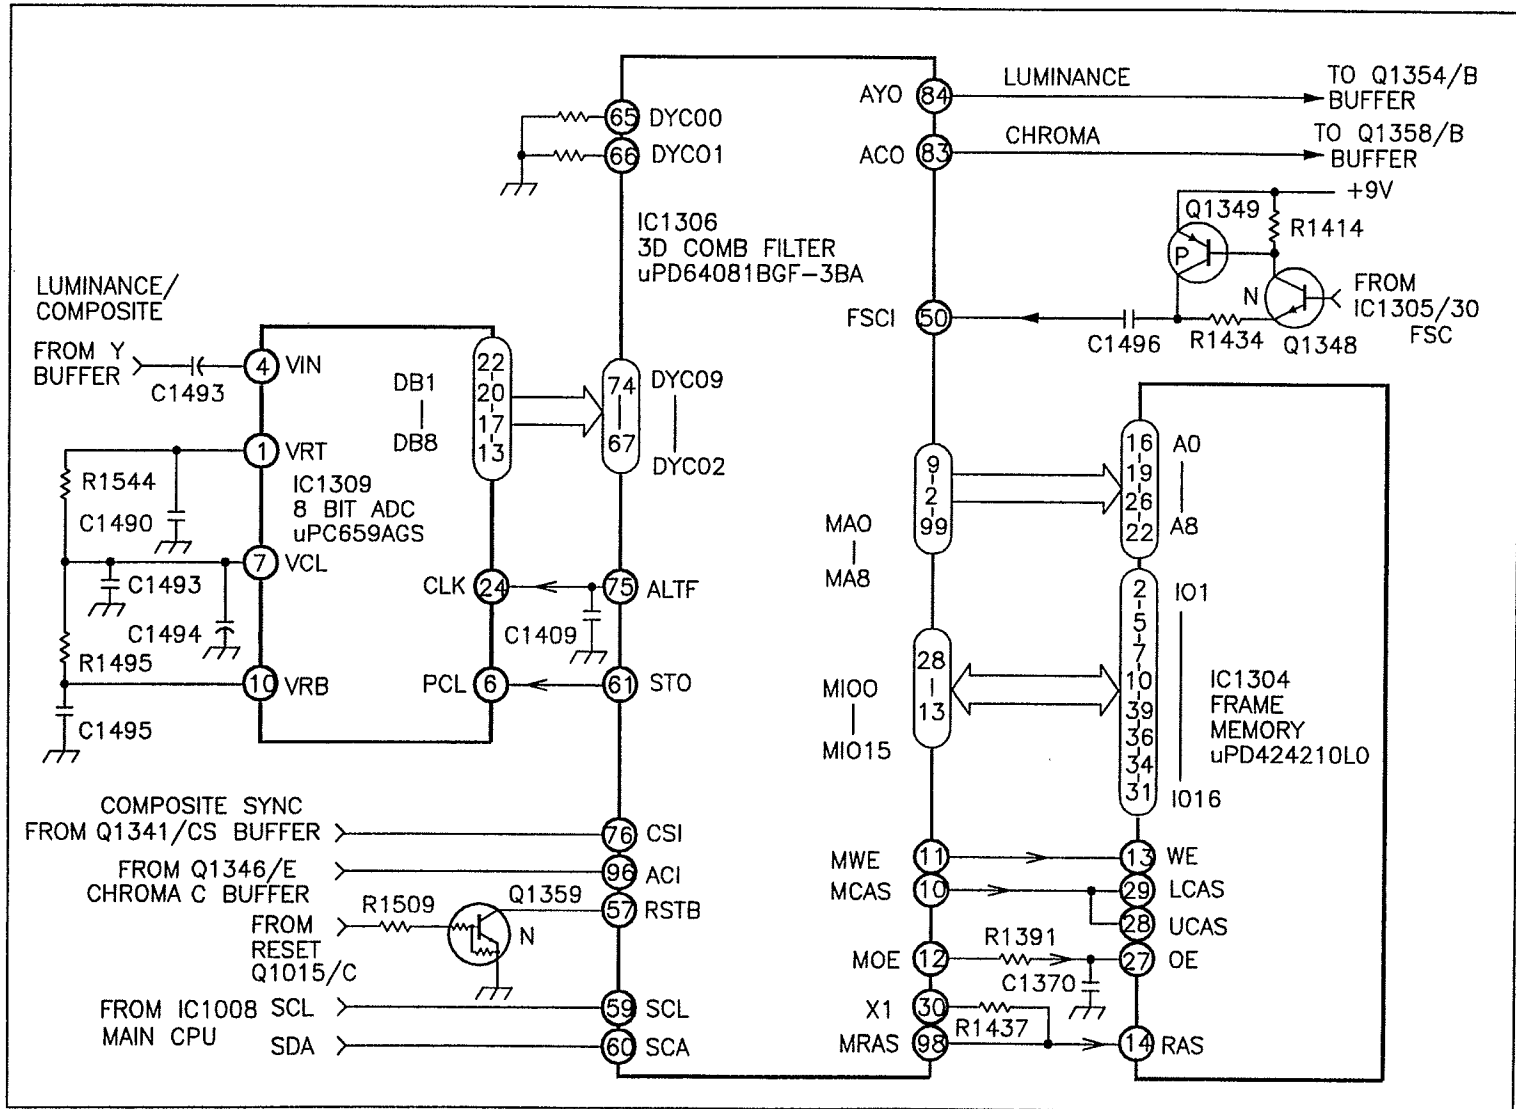 AYO 84 LUMINANCE TO Q1354/B
BUFFER
ACO 83 CHROMA TO Q1358/B
BUFFER
65 DYC00
66 DYC01
IC1306
3D COMB FILTER
uPD64081BGF-3BA
+9V
Q1349
R1414
P
N
FROM
IC1305/30
FSC
FSCI 50
C1496
R1434
Q1348
LUMINANCE/
COMPOSITE
FROM Y
BUFFER
C1493
4 VIN
1 VRT
R1544
C1490
IC1309
8 BIT ADC
uPC659AGS
7 VCL
C1493
C1494
R1495
10 VRB
C1495
DB1
|
DB8
22
-
20
-
17
-
13
74
|
67
DYC09
|
DYC02
CLK 24
75 ALTF
C1409
PCL 6
61 STO
9
-
2
-
99
MA0
|
MA8
16
-
19
-
26
-
22
A0
|
A8
28
-
13
MIO0
|
MIO15
2
-
5
-
7
-
10
-
39
-
36
-
34
-
31
IO1
|
IO16
IC1304
FRAME
MEMORY
uPD424210LO
COMPOSITE SYNC
FROM Q1341/CS BUFFER
76 CSI
FROM Q1346/E
CHROMA C BUFFER
96 ACI
R1509
Q1359
N
57 RSTB
FROM
RESET
Q1015/C
FROM IC1008 SCL
MAIN CPU
SDA
59 SCL
60 SCA
MWE 11
13 WE
MCAS 10
29 LCAS
28 UCAS
MOE 12
R1391
C1370
27 OE
X1 30
R1437
MRAS 98
14 RAS